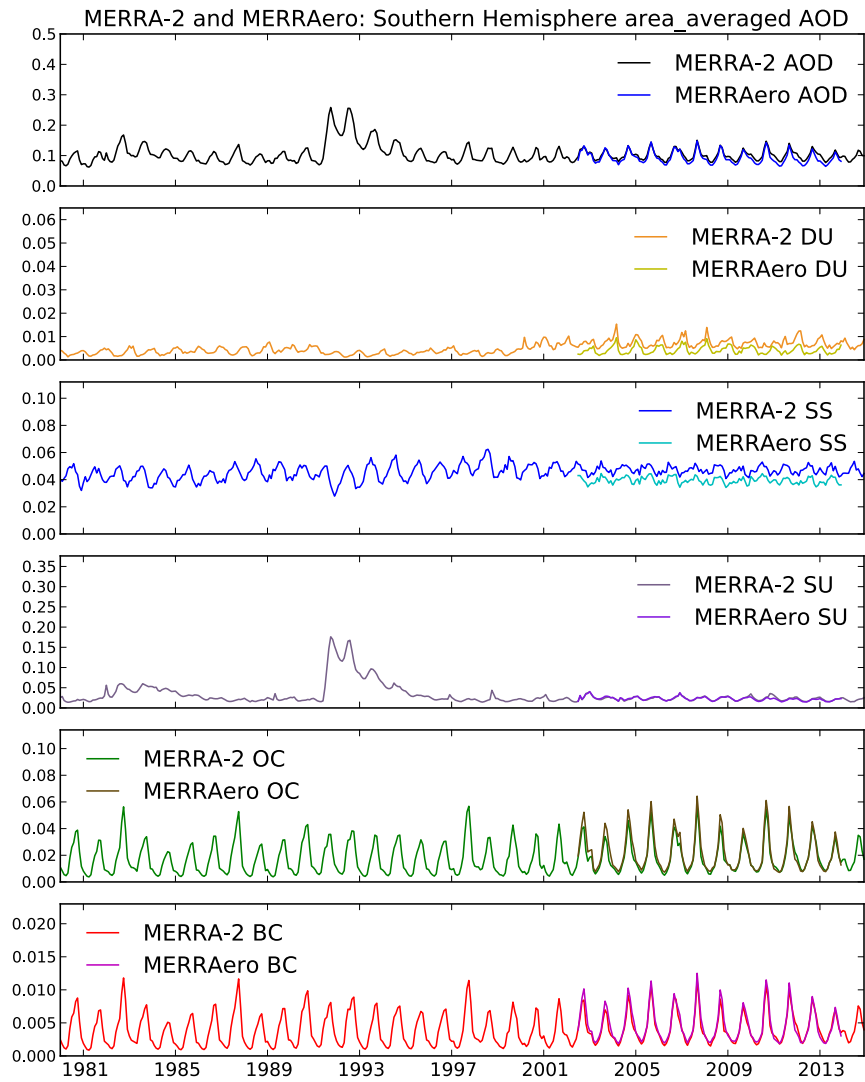 MERRA-2 and MERRAero: Southern Hemisphere area_averaged AOD
0.5
0.4
0.3
0.2
0.1
0.0
MERRA-2 AOD
MERRAero AOD
0.06
0.05
0.04
0.03
0.02
0.01
0.00
MERRA-2 DU
MERRAero DU
0.10
0.08
0.06
0.04
0.02
0.00
MERRA-2 SS
MERRAero SS
0.35
0.30
0.25
0.20
0.15
0.10
0.05
0.00
MERRA-2 SU
MERRAero SU
0.10
0.08
0.06
0.04
0.02
0.00
MERRA-2 OC
MERRAero OC
0.020
0.015
0.010
0.005
0.000
MERRA-2 BC
MERRAero BC
1981 1985 1989 1993 1997 2001 2005 2009 2013